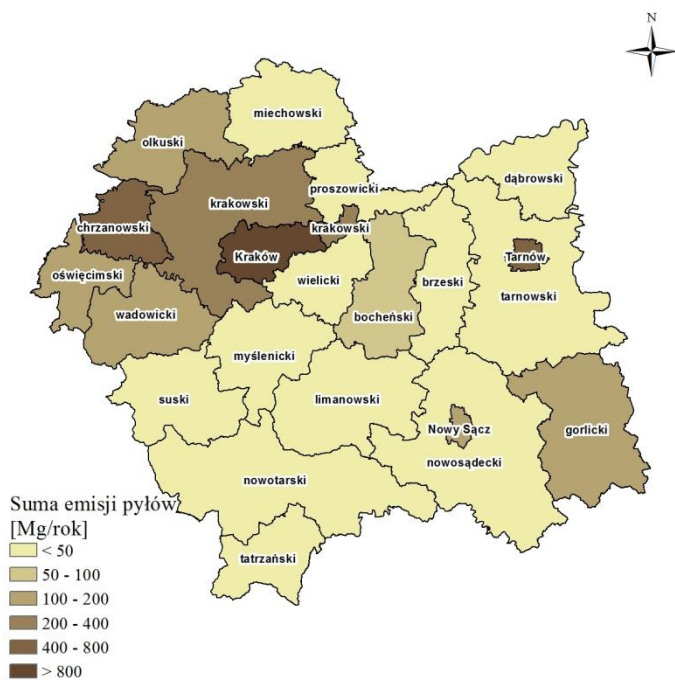 N
miechowski
olkuski
dąbrowski
proszowicki
krakowski
chrzanowski
krakowski
Kraków
Tarnów
oświęcimski
wielicki
brzeski
tarnowski
wadowicki
bocheński
myślenicki
suski
limanowski
Nowy Sącz
gorlicki
nowosądecki
nowotarski
tatrzański
Suma emisji pyłów
[Mg/rok]
< 50
50 - 100
100 - 200
200 - 400
400 - 800
> 800